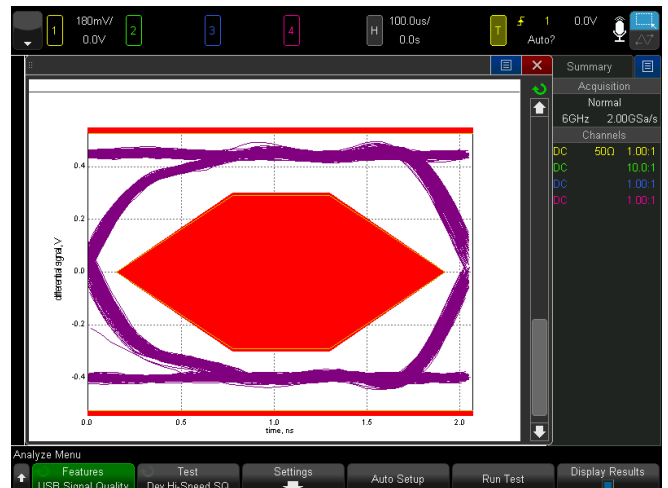 1 180mV/ 0.0V 2 3 4 H 100.0us/ 0.0s T 1 0.0V Auto?
Summary
Acquisition
Normal
6GHz 2.00GSa/s
Channels
DC 50Ω 1.00:1
DC 10.0:1
DC 1.00:1
DC 1.00:1
differential signal, V
0.4
0.2
0.0
-0.2
-0.4
0.0 0.5 1.0 1.5 2.0
time, ns
Analyze Menu
Features Test Settings Auto Setup Run Test Display Results
USB Signal Quality Dev Hi-Speed SQ